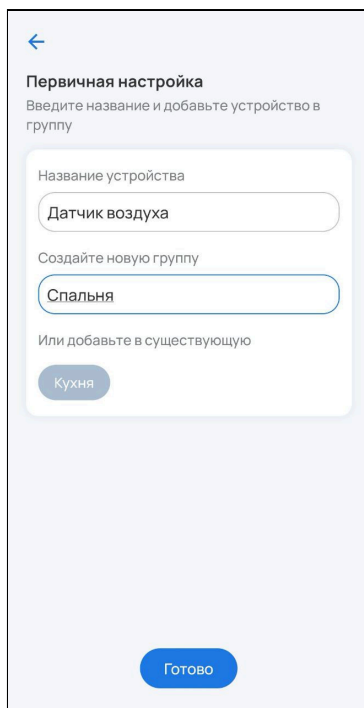 Первичная настройка
Введите название и добавьте устройство в
группу
Название устройства
Датчик воздуха
Создайте новую группу
Спальня
Или добавьте в существующую
Кухня
Готово